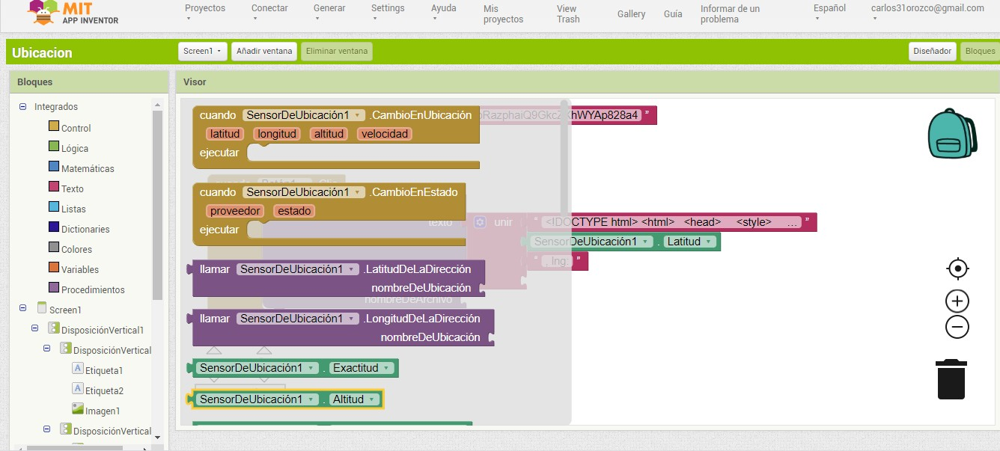 MIT
APP INVENTOR
Proyectos
Conectar
Generar
Settings
Ayuda
Mis
proyectos
View
Trash
Gallery
Guía
Informar de un
problema
Español
carlos31orozco@gmail.com
Ubicacion
Screen1
Añadir ventana
Eliminar ventana
Diseñador
Bloques
Bloques
Visor
Integrados
Control
Lógica
Matemáticas
Texto
Listas
Dictionaries
Colores
Variables
Procedimientos
Screen1
DisposiciónVertical1
DisposiciónVertical
Etiqueta1
Etiqueta2
Imagen1
DisposiciónVertical
cuando SensorDeUbicación1 .CambioEnUbicación
latitud longitud altitud velocidad
ejecutar
cuando SensorDeUbicación1 .CambioEnEstado
proveedor estado
ejecutar
texto unir " <!DOCTYPE html> <html> <head> <style> ... "
SensorDeUbicación1 . Latitud
" , lng: "
llamar SensorDeUbicación1 .LatitudDeLaDirección
nombreDeUbicación
nombreDeArchivo
llamar SensorDeUbicación1 .LongitudDeLaDirección
nombreDeUbicación
SensorDeUbicación1 . Exactitud
SensorDeUbicación1 . Altitud